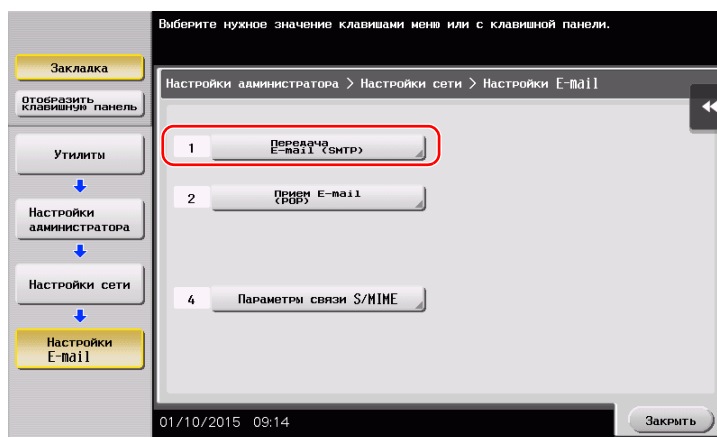 Выберите нужное значение клавишами меню или с клавишной панели.
Закладка
Отобразить
клавишную панель
Утилиты
Настройки
администратора
Настройки сети
Настройки
E-mail
Настройки администратора > Настройки сети > Настройки E-mail
1 Передача
E-mail (SMTP)
2 Прием E-mail
(POP)
4 Параметры связи S/MIME
01/10/2015 09:14
Закрыть